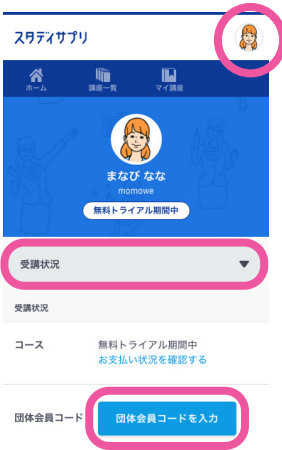 スタディサプリ
ホーム 講座一覧 マイ講座
まなび なな
momowe
無料トライアル期間中
受講状況
受講状況
コース 無料トライアル期間中
お支払い状況を確認する
団体会員コード 団体会員コードを入力